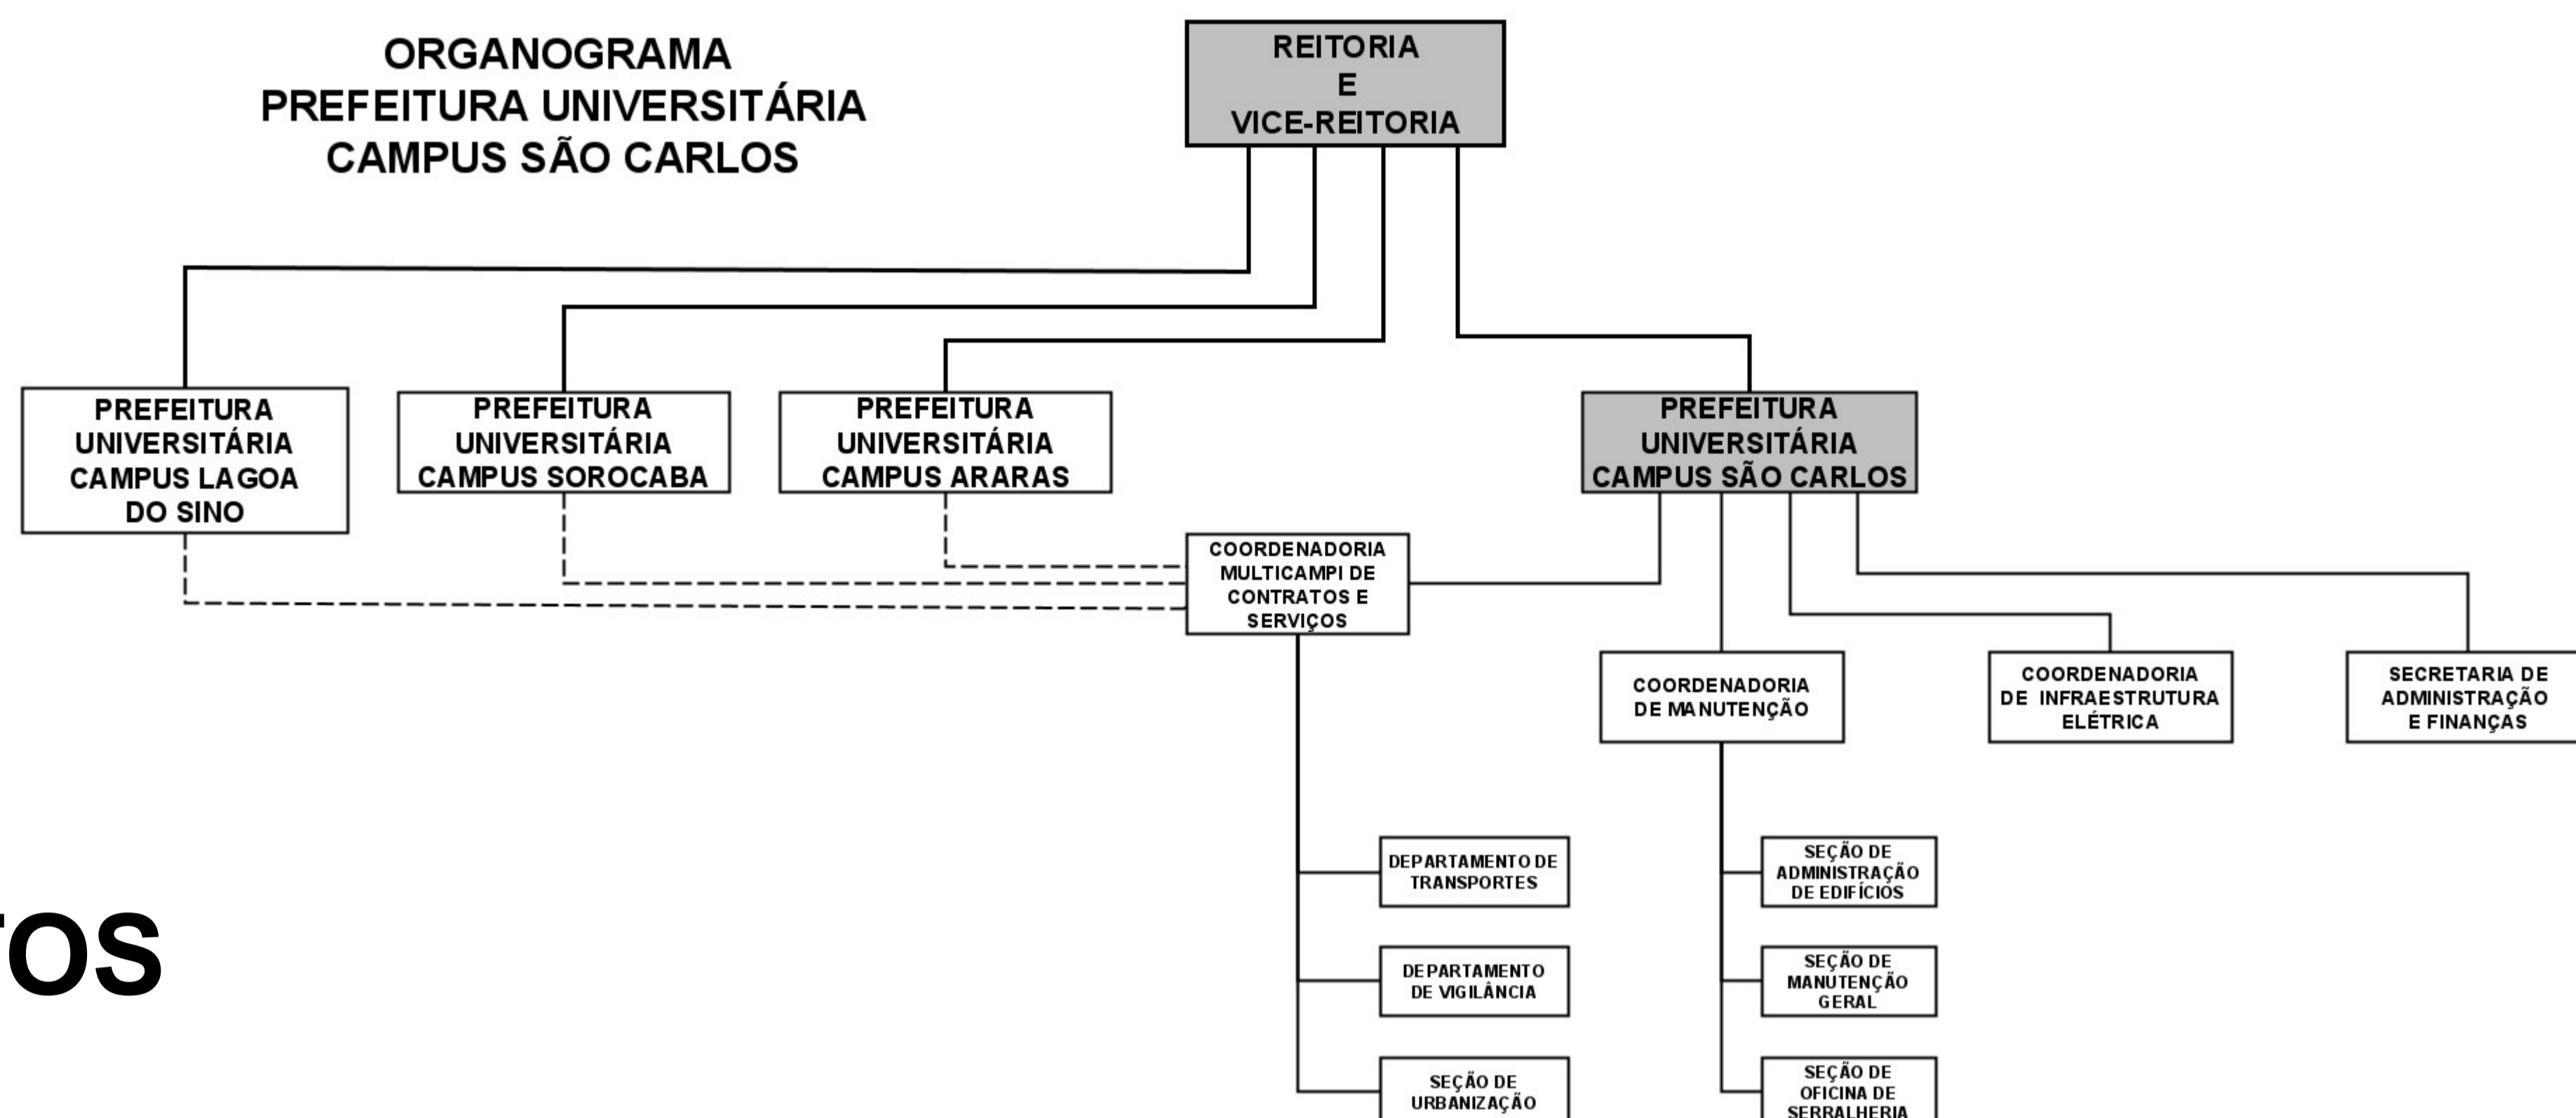 ORGANOGRAMA
PREFEITURA UNIVERSITÁRIA
CAMPUS SÃO CARLOS
REITORIA
E
VICE-REITORIA
PREFEITURA
UNIVERSITÁRIA
CAMPUS LAGOA
DO SINO
PREFEITURA
UNIVERSITÁRIA
CAMPUS SOROCABA
PREFEITURA
UNIVERSITÁRIA
CAMPUS ARARAS
PREFEITURA
UNIVERSITÁRIA
CAMPUS SÃO CARLOS
COORDENADORIA
MULTICAMPI DE
CONTRATOS E
SERVIÇOS
COORDENADORIA
DE MANUTENÇÃO
COORDENADORIA
DE INFRAESTRUTURA
ELÉTRICA
SECRETARIA DE
ADMINISTRAÇÃO
E FINANÇAS
DEPARTAMENTO DE
TRANSPORTES
SEÇÃO DE
ADMINISTRAÇÃO
DE EDIFÍCIOS
DEPARTAMENTO
DE VIGILÂNCIA
SEÇÃO DE
MANUTENÇÃO
GERAL
SEÇÃO DE
URBANIZAÇÃO
SEÇÃO DE
OFICINA DE
SERRALHERIA